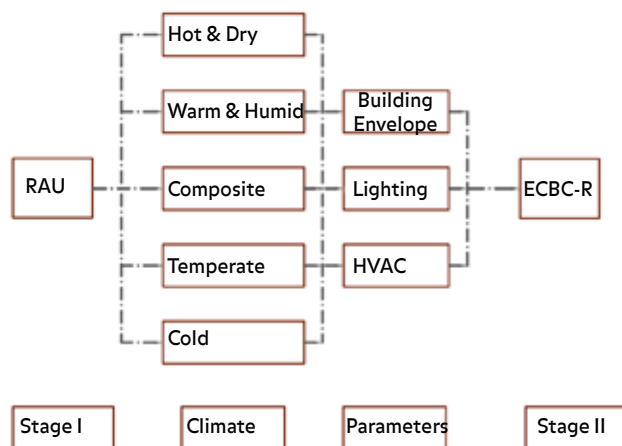 Hot & Dry
Warm & Humid
Building
Envelope
RAU
Composite
Lighting
ECBC-R
Temperate
HVAC
Cold
Stage I
Climate
Parameters
Stage II